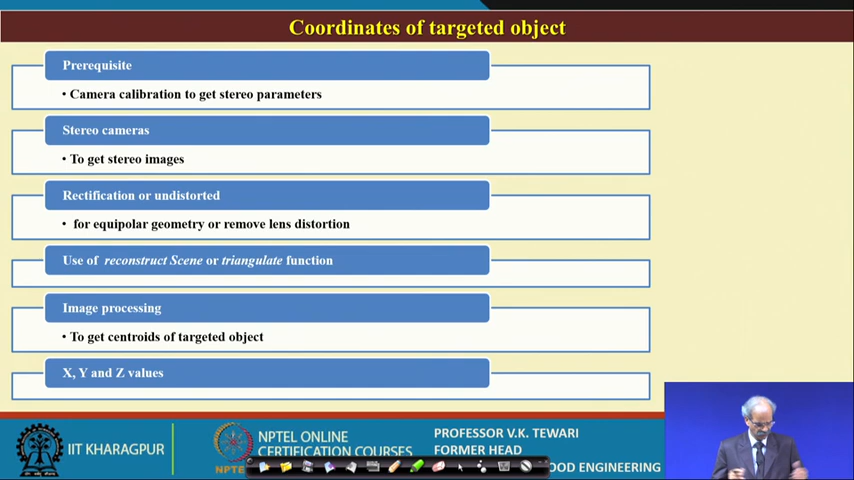 Coordinates of targeted object
Prerequisite
• Camera calibration to get stereo parameters
Stereo cameras
• To get stereo images
Rectification or undistorted
• for equipolar geometry or remove lens distortion
Use of reconstruct Scene or triangulate function
Image processing
• To get centroids of targeted object
X, Y and Z values
IIT KHARAGPUR
NPTEL
NPTEL ONLINE
CERTIFICATION COURSES
PROFESSOR V.K. TEWARI
FORMER HEAD
OOD ENGINEERING